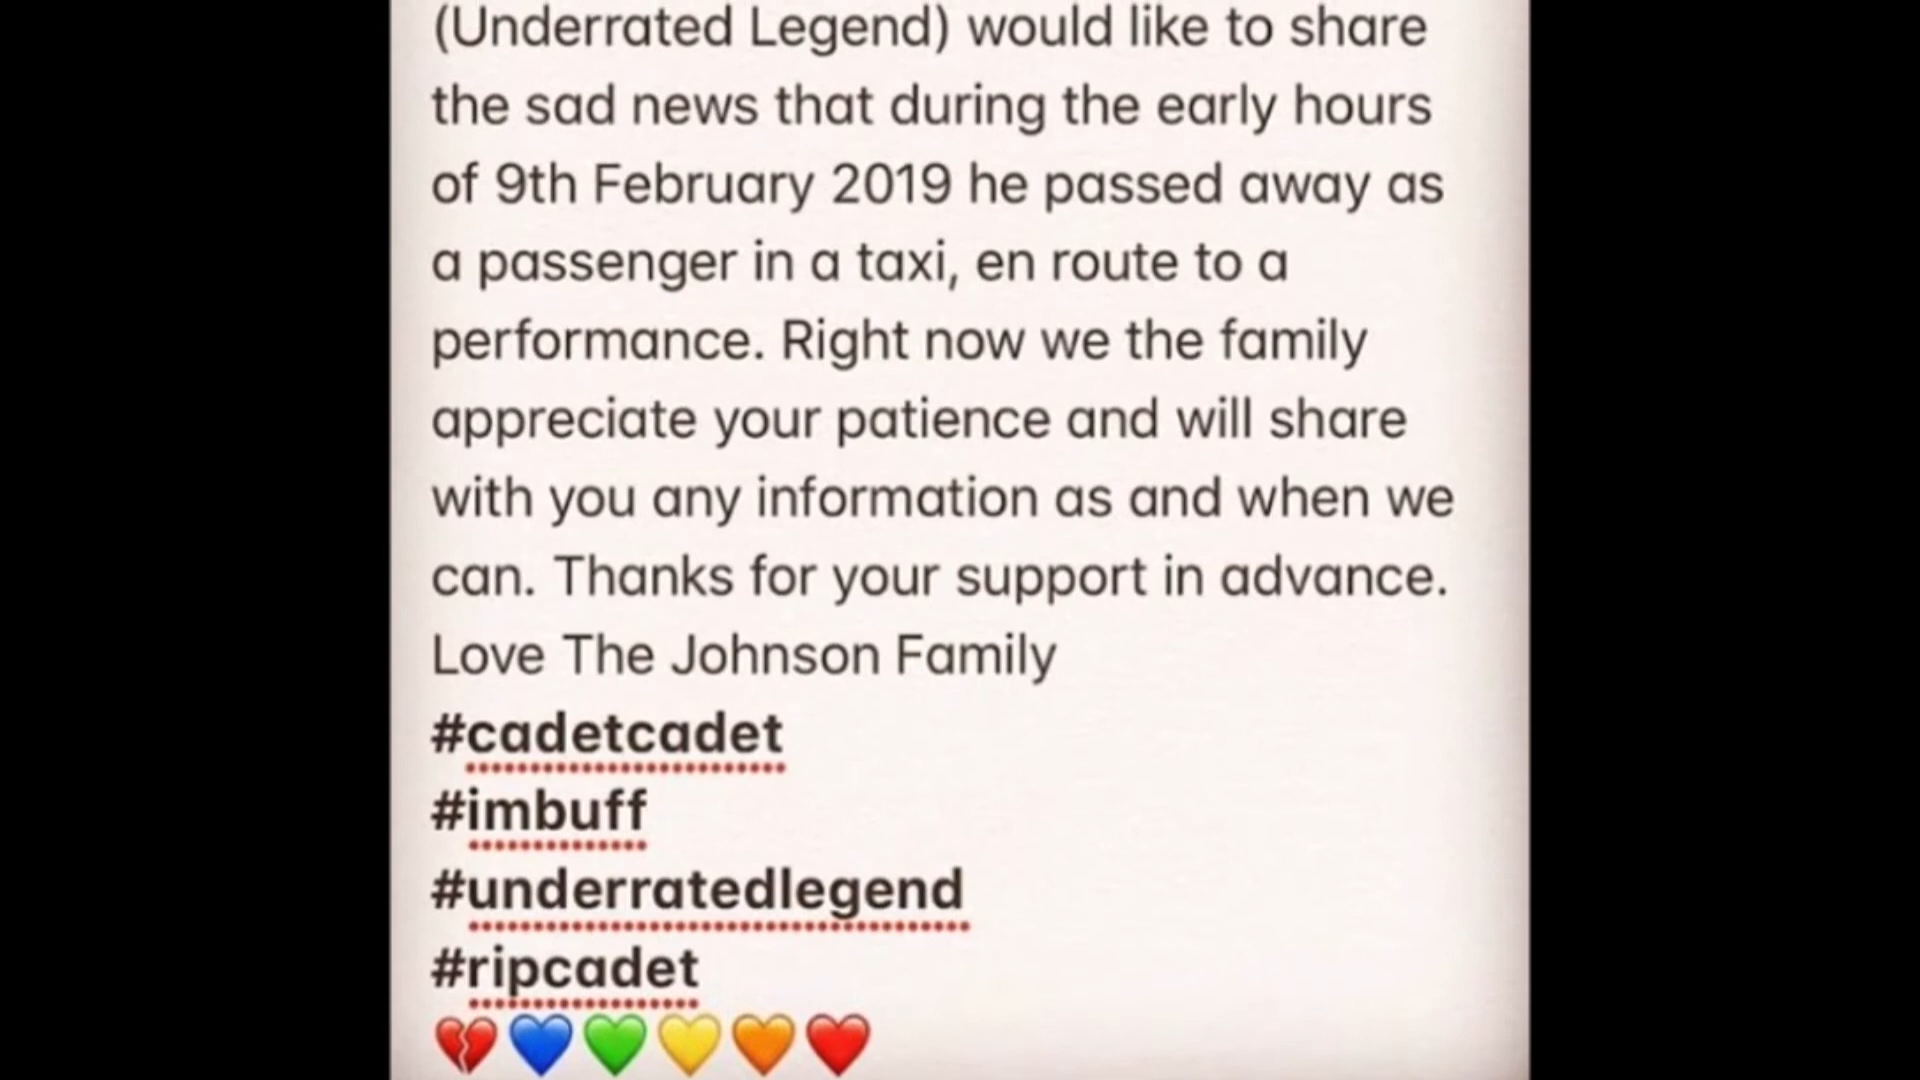 (Underrated Legend) would like to share
the sad news that during the early hours
of 9th February 2019 he passed away as
a passenger in a taxi, en route to a
performance. Right now we the family
appreciate your patience and will share
with you any information as and when we
can. Thanks for your support in advance.
Love The Johnson Family
#cadetcadet
#imbuff
#underratedlegend
#ripcadet
💔💙💚💛🧡❤️